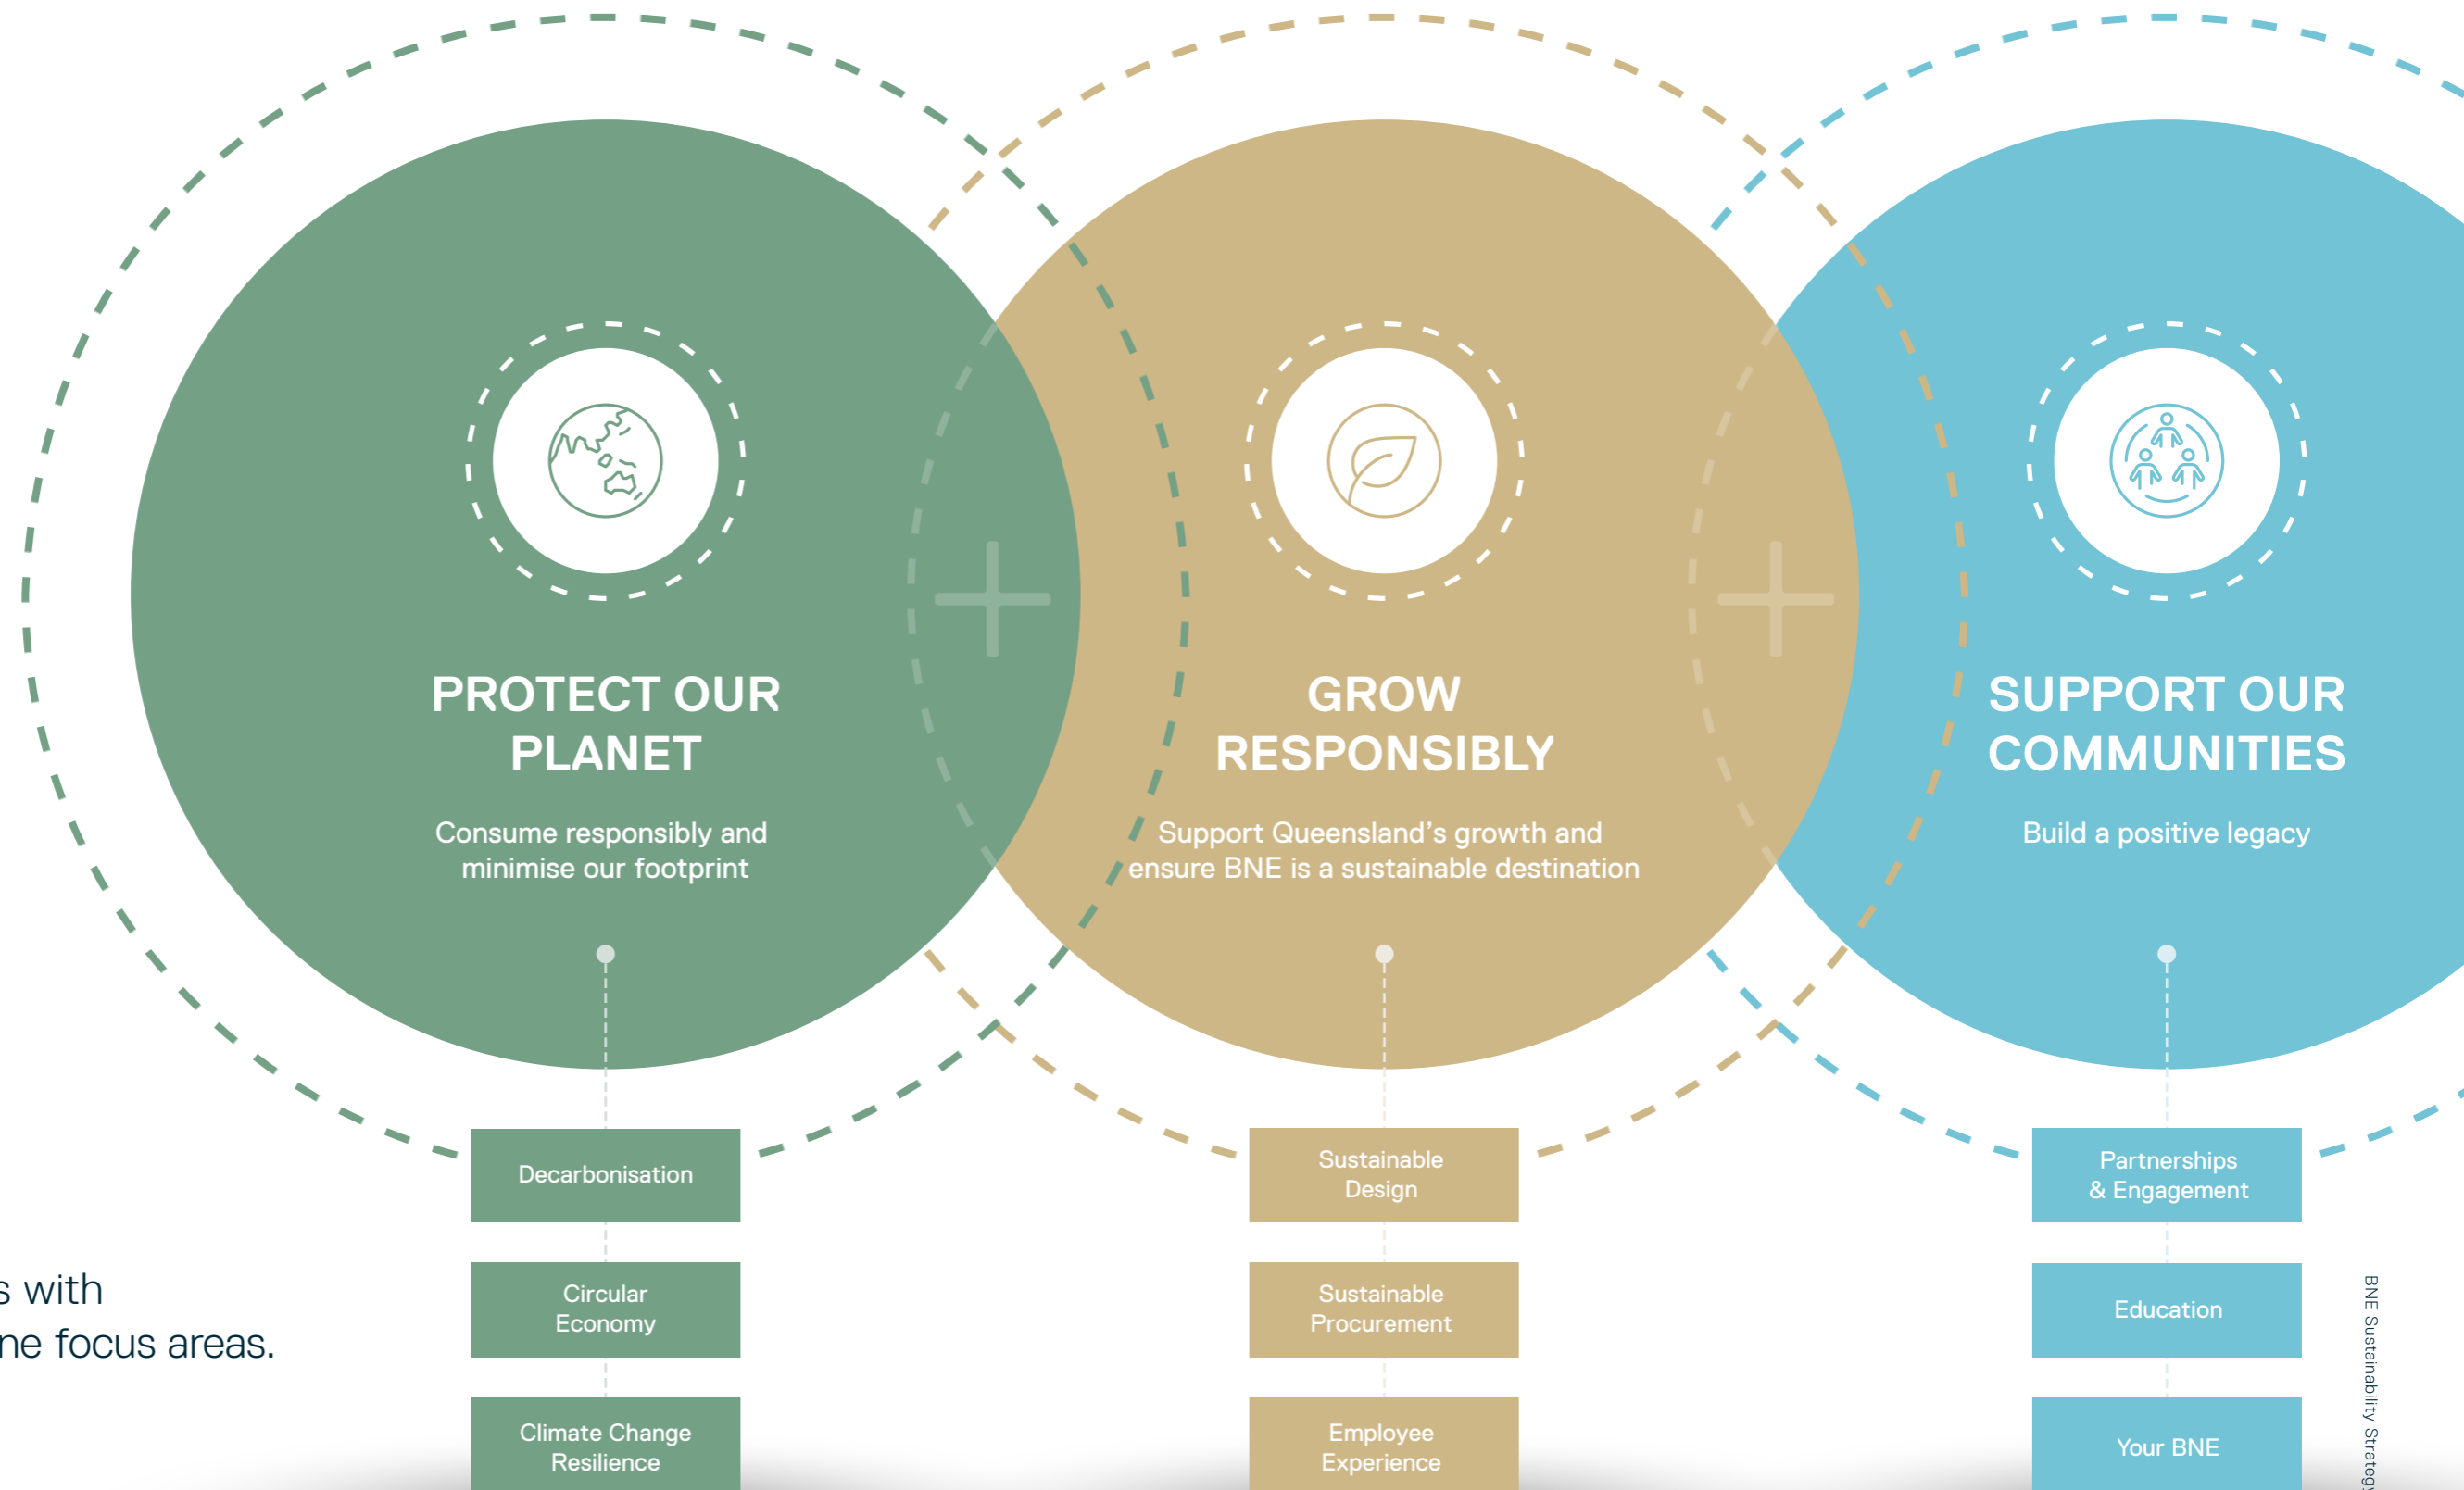 PROTECT OUR
PLANET
Consume responsibly and
minimise our footprint
GROW
RESPONSIBLY
Support Queensland's growth and
ensure BNE is a sustainable destination
SUPPORT OUR
COMMUNITIES
Build a positive legacy
Decarbonisation
Circular
Economy
Climate Change
Resilience
Sustainable
Design
Sustainable
Procurement
Employee
Experience
Partnerships
& Engagement
Education
Your BNE
with
focus areas.
BNE Sustainability Strategy